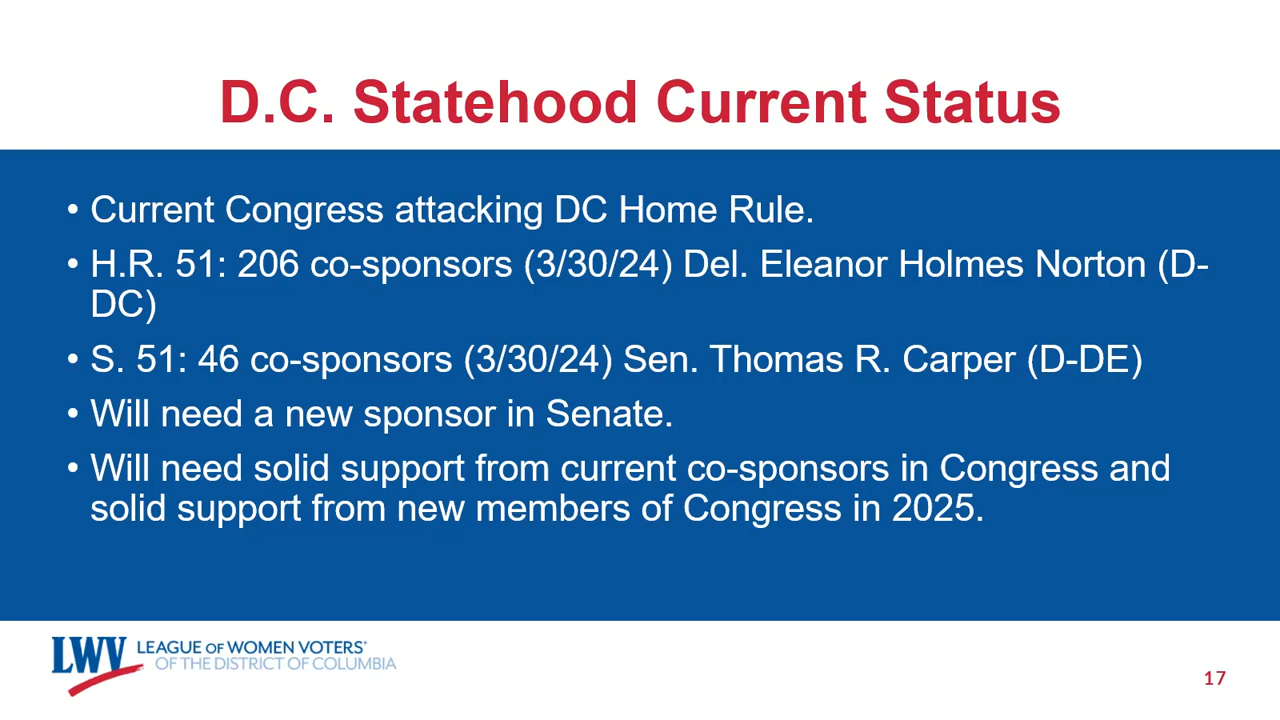 D.C. Statehood Current Status
• Current Congress attacking DC Home Rule.
• H.R. 51: 206 co-sponsors (3/30/24) Del. Eleanor Holmes Norton (D-
DC)
• S. 51: 46 co-sponsors (3/30/24) Sen. Thomas R. Carper (D-DE)
• Will need a new sponsor in Senate.
• Will need solid support from current co-sponsors in Congress and
solid support from new members of Congress in 2025.
LWV LEAGUE OF WOMEN VOTERS®
OF THE DISTRICT OF COLUMBIA
17